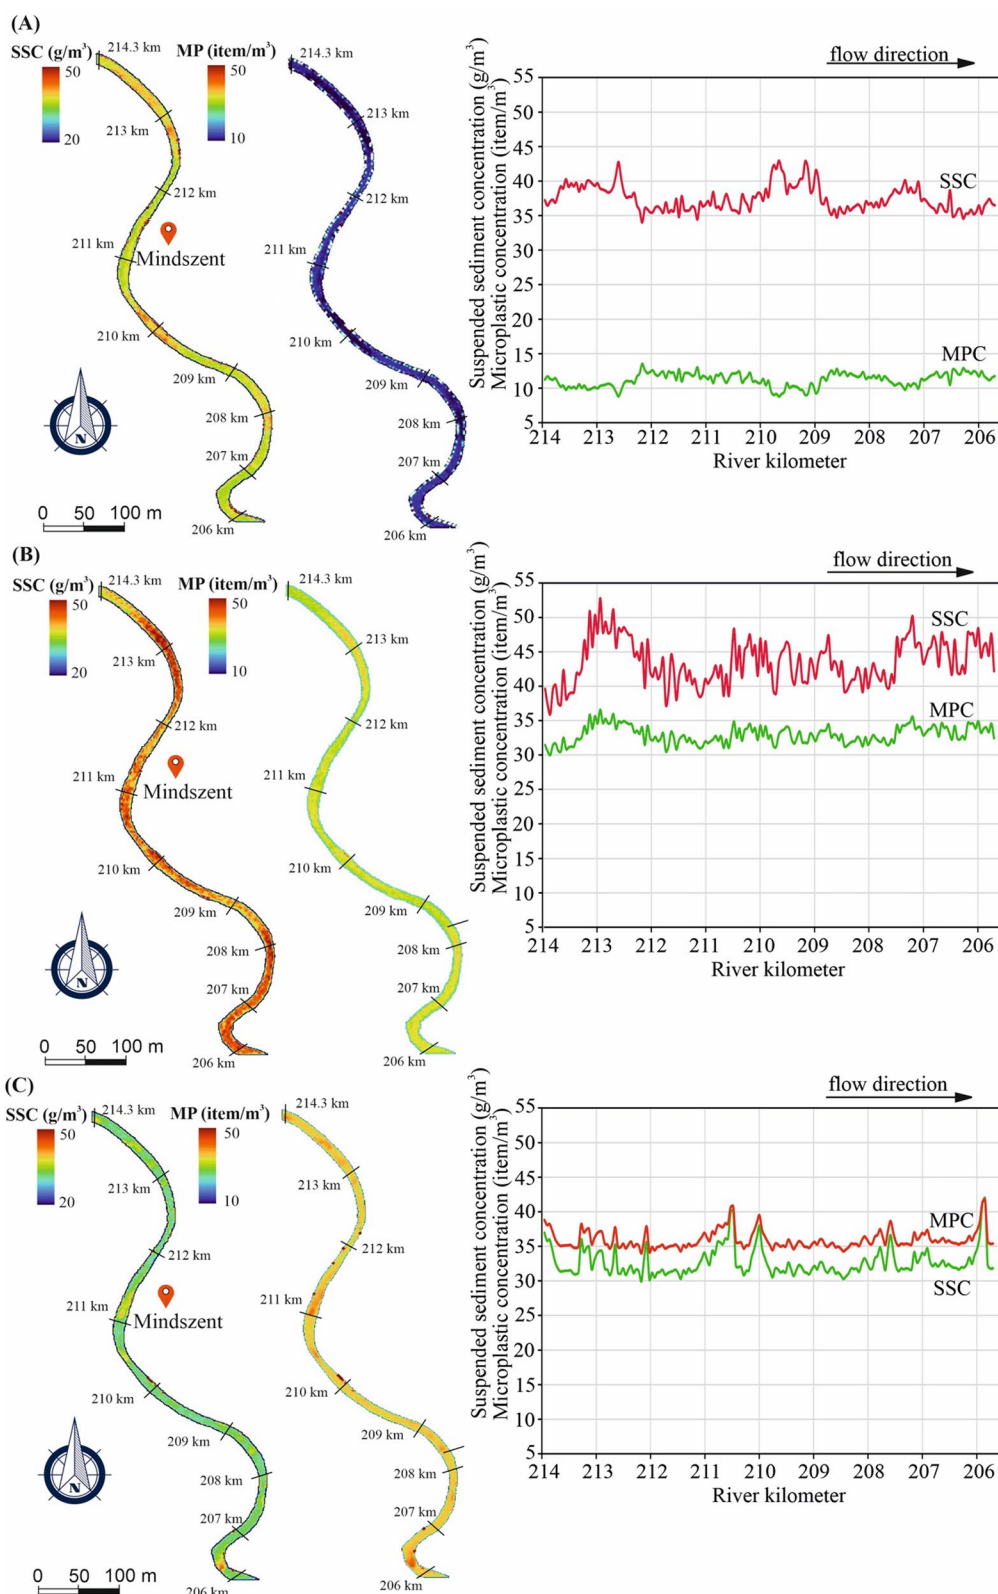 (A)
SSC (g/m³)
50
20
MP (item/m³)
50
10
214.3 km
213 km
212 km
211 km
Mindszent
210 km
209 km
208 km
207 km
206 km
N
0 50 100 m
214.3 km
213 km
212 km
211 km
210 km
209 km
208 km
207 km
206 km
Suspended sediment concentration (g/m³)
Microplastic concentration (item/m³)
flow direction
55
50
45
40
35
30
25
20
15
10
5
SSC
MPC
214 213 212 211 210 209 208 207 206
River kilometer
(B)
SSC (g/m³)
50
20
MP (item/m³)
50
10
214.3 km
213 km
212 km
211 km
Mindszent
210 km
209 km
208 km
207 km
206 km
N
0 50 100 m
214.3 km
213 km
212 km
211 km
210 km
209 km
208 km
207 km
206 km
Suspended sediment concentration (g/m³)
Microplastic concentration (item/m³)
flow direction
55
50
45
40
35
30
25
20
15
10
5
SSC
MPC
214 213 212 211 210 209 208 207 206
River kilometer
(C)
SSC (g/m³)
50
20
MP (item/m³)
50
10
214.3 km
213 km
212 km
211 km
Mindszent
210 km
209 km
208 km
207 km
206 km
N
0 50 100 m
214.3 km
213 km
212 km
211 km
210 km
209 km
208 km
207 km
206 km
Suspended sediment concentration (g/m³)
Microplastic concentration (item/m³)
flow direction
55
50
45
40
35
30
25
20
15
10
5
MPC
SSC
214 213 212 211 210 209 208 207 206
River kilometer